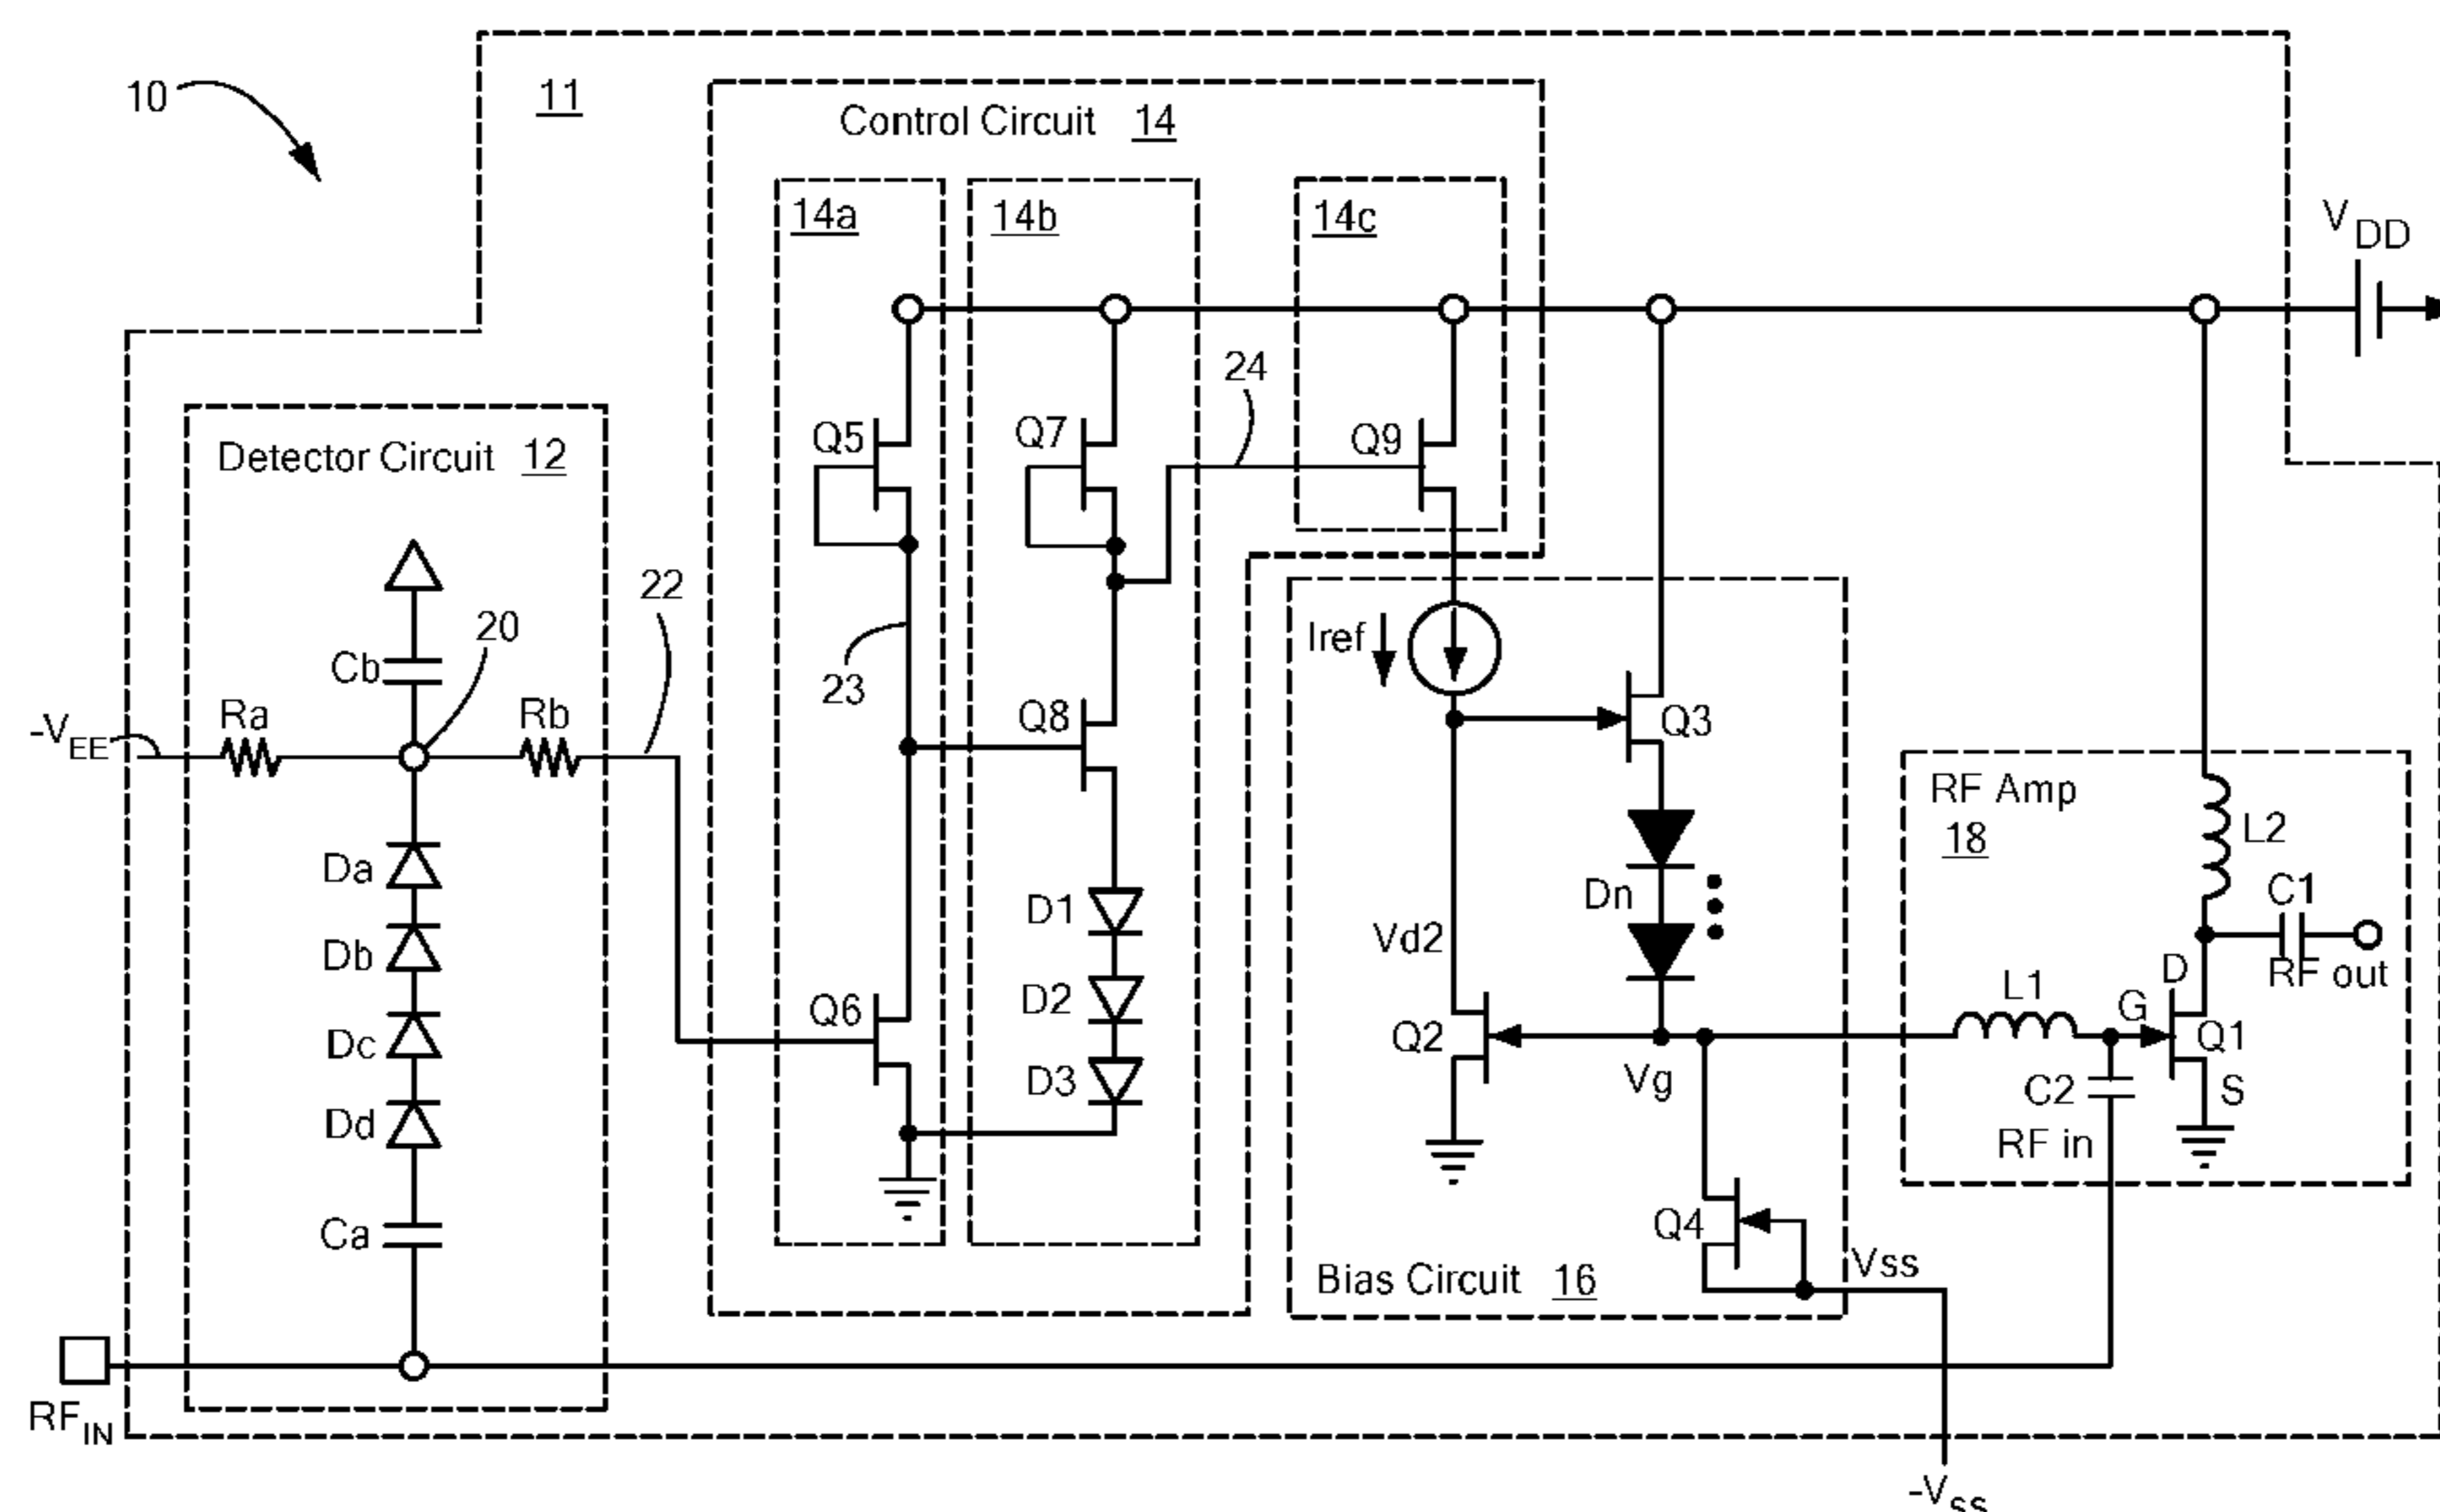 10
11
Control Circuit 14
14a
14b
14c
V DD
24
Q5
Q7
Q9
Detector Circuit 12
22
20
Iref
Cb
23
-VEE
Ra
Rb
Q8
Q3
RF Amp
18
L2
Da
D1
Dn
C1
Db
Vd2
D
RF out
D2
L1
G
Q6
Q2
Q1
Dc
D3
Vg
C2
S
Dd
RF in
Ca
Q4
Vss
Bias Circuit 16
RFIN
-Vss